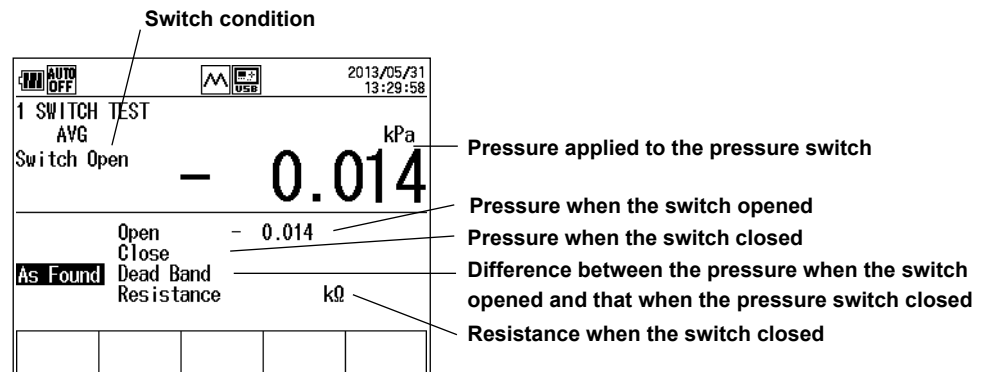 Switch condition
AUTO OFF
USB
2013/05/31
13:29:58
1 SWITCH TEST
AVG
kPa
Switch Open
- 0.014
Pressure applied to the pressure switch
Open - 0.014
Pressure when the switch opened
Close
Pressure when the switch closed
As Found
Dead Band
Difference between the pressure when the switch
opened and that when the pressure switch closed
Resistance kΩ
Resistance when the switch closed